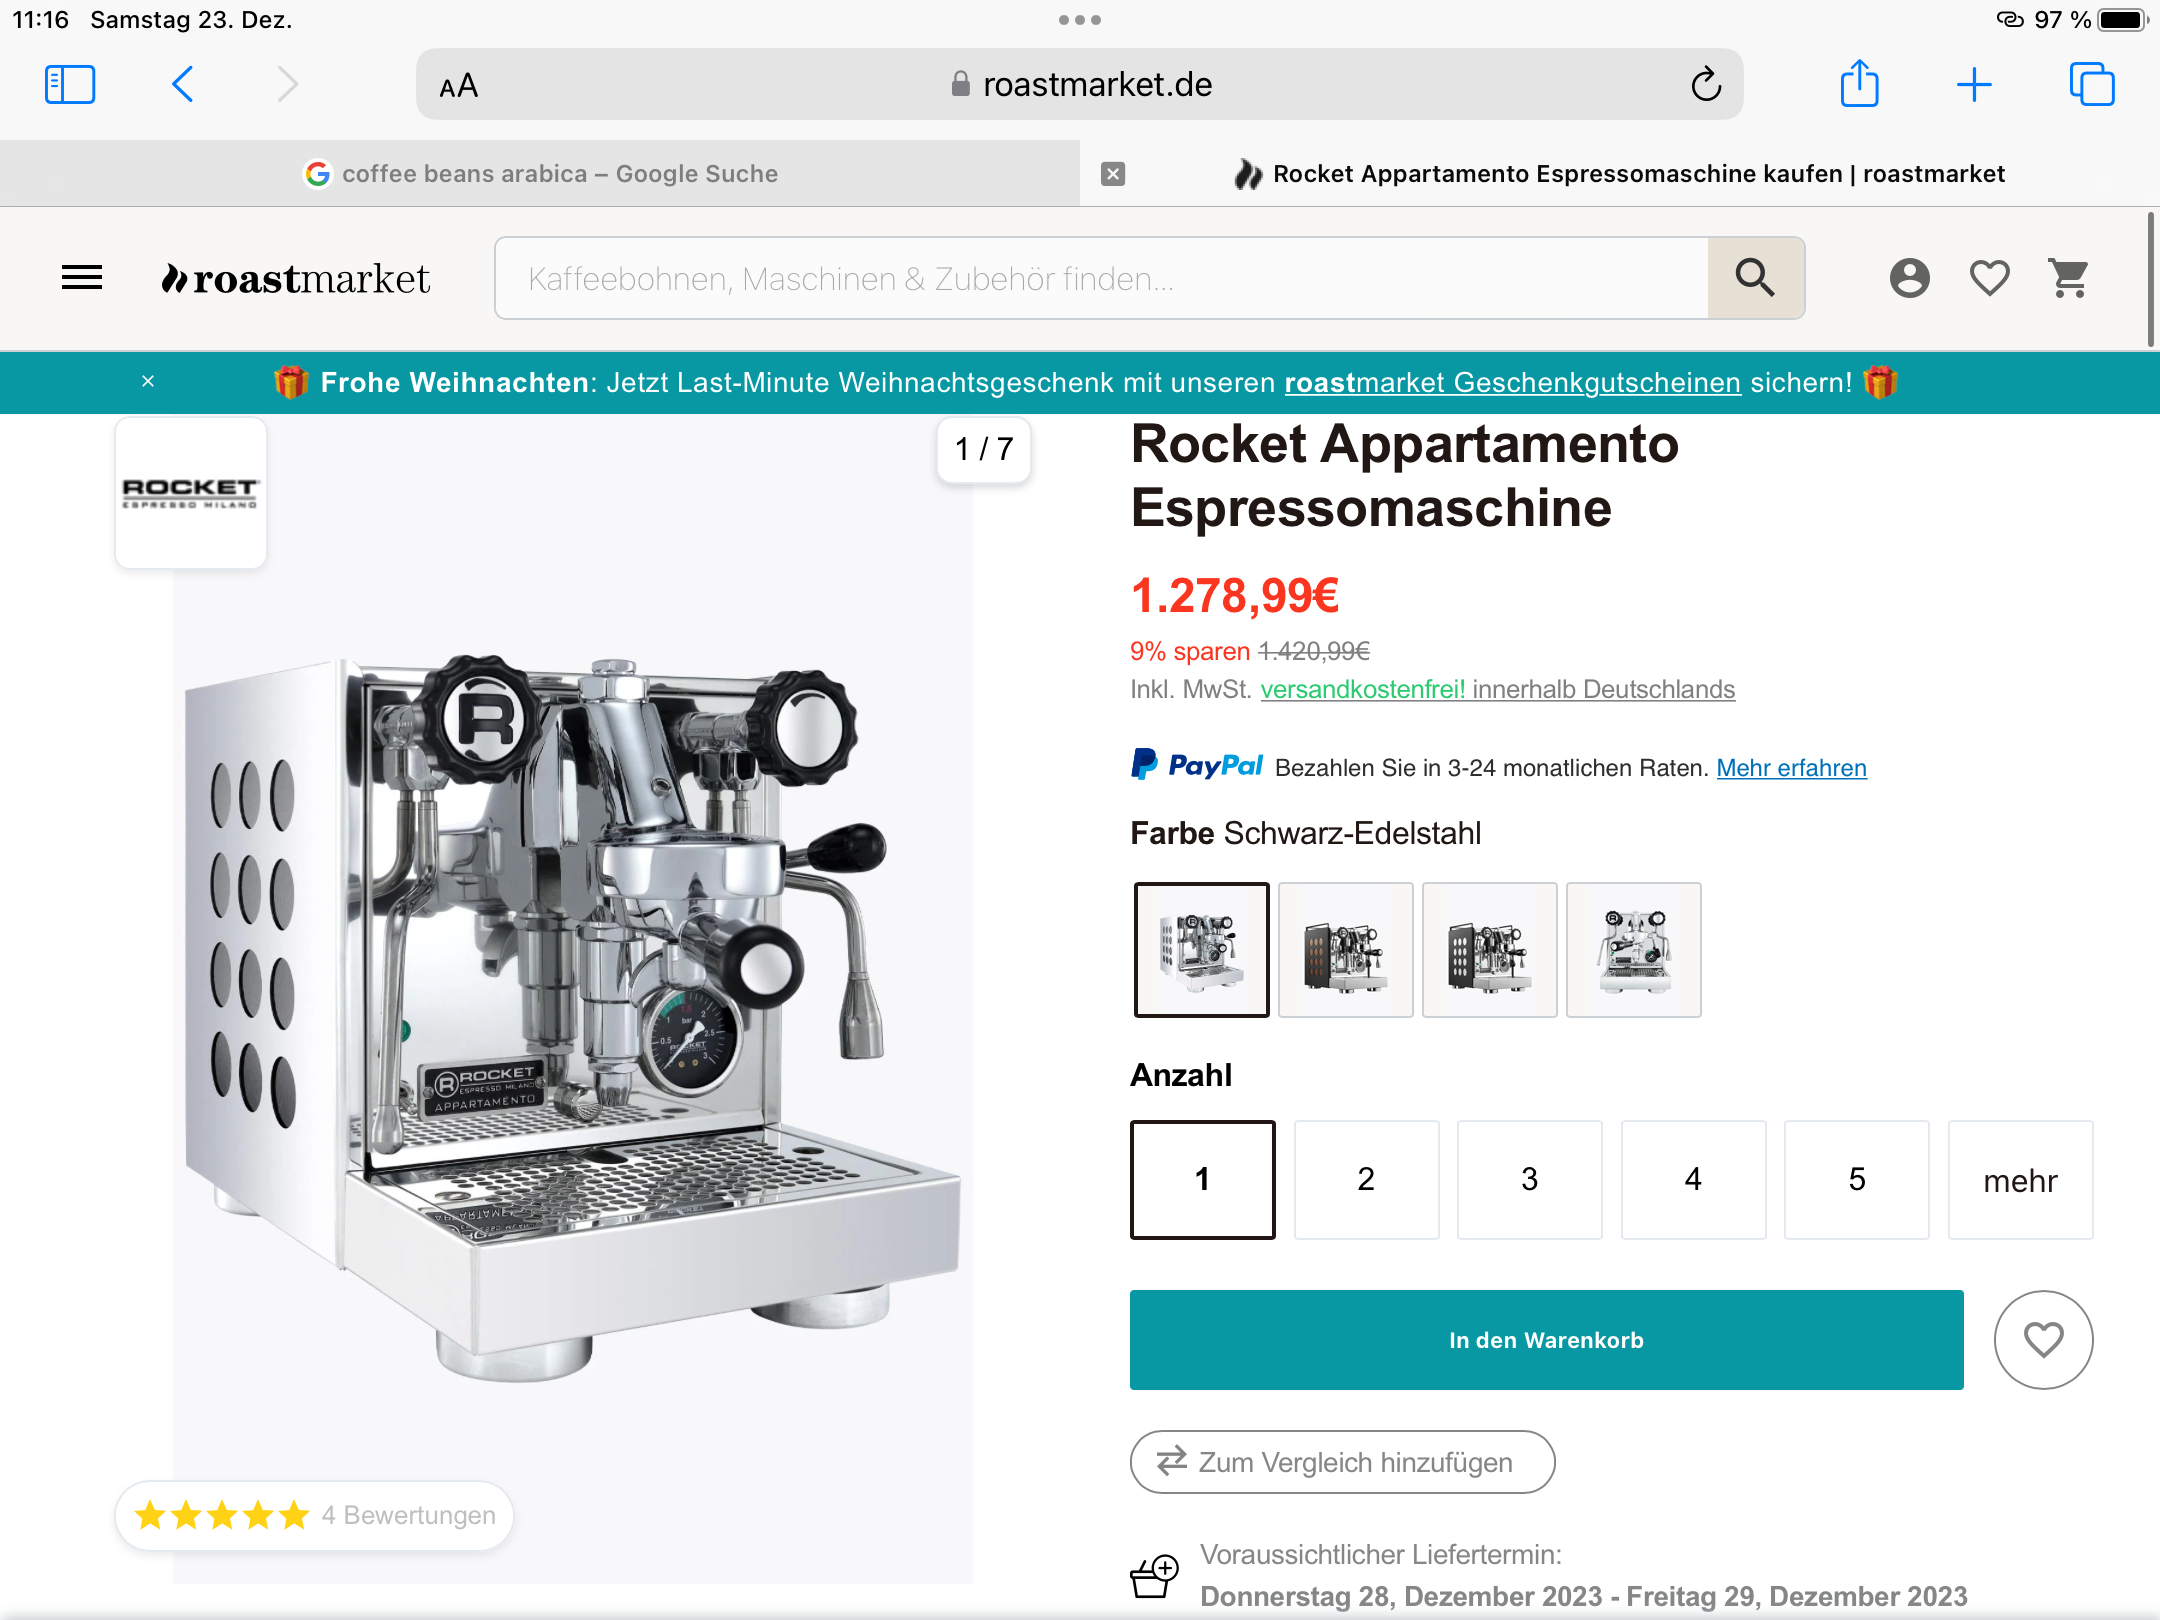 11:16 Samstag 23. Dez.
97 %
AA
roastmarket.de
coffee beans arabica – Google Suche
Rocket Appartamento Espressomaschine kaufen | roastmarket
roastmarket
Kaffeebohnen, Maschinen & Zubehör finden...
Frohe Weihnachten: Jetzt Last-Minute Weihnachtsgeschenk mit unseren roastmarket Geschenkgutscheinen sichern!
ROCKET
ESPRESSO MILANO
1 / 7
R
ROCKET
ESPRESSO MILANO
APPARTAMENTO
4 Bewertungen
Rocket Appartamento
Espressomaschine
1.278,99€
9% sparen 1.420,99€
Inkl. MwSt. versandkostenfrei! innerhalb Deutschlands
PayPal Bezahlen Sie in 3-24 monatlichen Raten. Mehr erfahren
Farbe Schwarz-Edelstahl
Anzahl
1 2 3 4 5 mehr
In den Warenkorb
Zum Vergleich hinzufügen
Voraussichtlicher Liefertermin:
Donnerstag 28, Dezember 2023 - Freitag 29, Dezember 2023